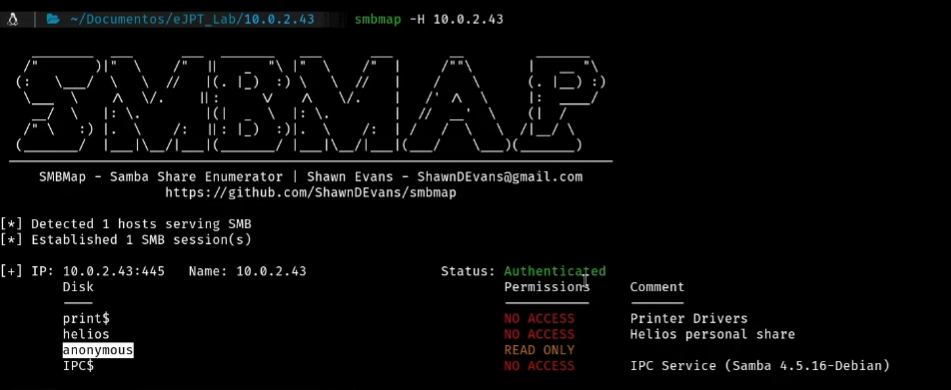 ~/Documentos/eJPT_Lab/10.0.2.43 smbmap -H 10.0.2.43
SMBMAP
SMBMap - Samba Share Enumerator | Shawn Evans - ShawnDEvans@gmail.com
https://github.com/ShawnDEvans/smbmap
[*] Detected 1 hosts serving SMB
[*] Established 1 SMB session(s)
[+] IP: 10.0.2.43:445 Name: 10.0.2.43 Status: Authenticated
Disk Permissions Comment
---- ----------- -------
print$ NO ACCESS Printer Drivers
helios NO ACCESS Helios personal share
anonymous READ ONLY
IPC$ NO ACCESS IPC Service (Samba 4.5.16-Debian)